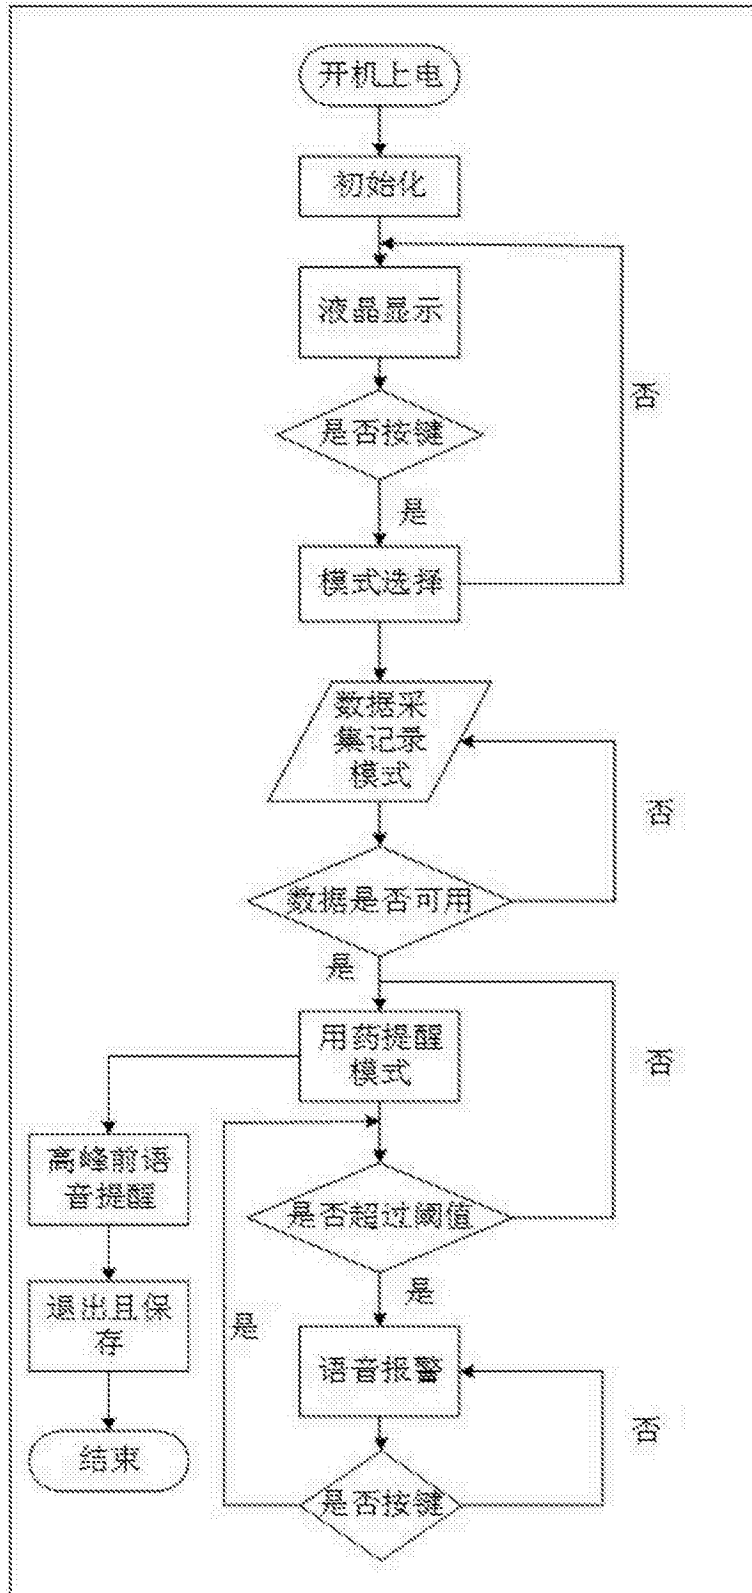 开机上电
初始化
液晶显示
否
是否按键
是
模式选择
数据采
集记录
模式
否
数据是否可用
是
用药提醒
模式
否
高峰前语
音提醒
是否超过阈值
是
退出且保
存
是
语音报警
否
结束
是否按键